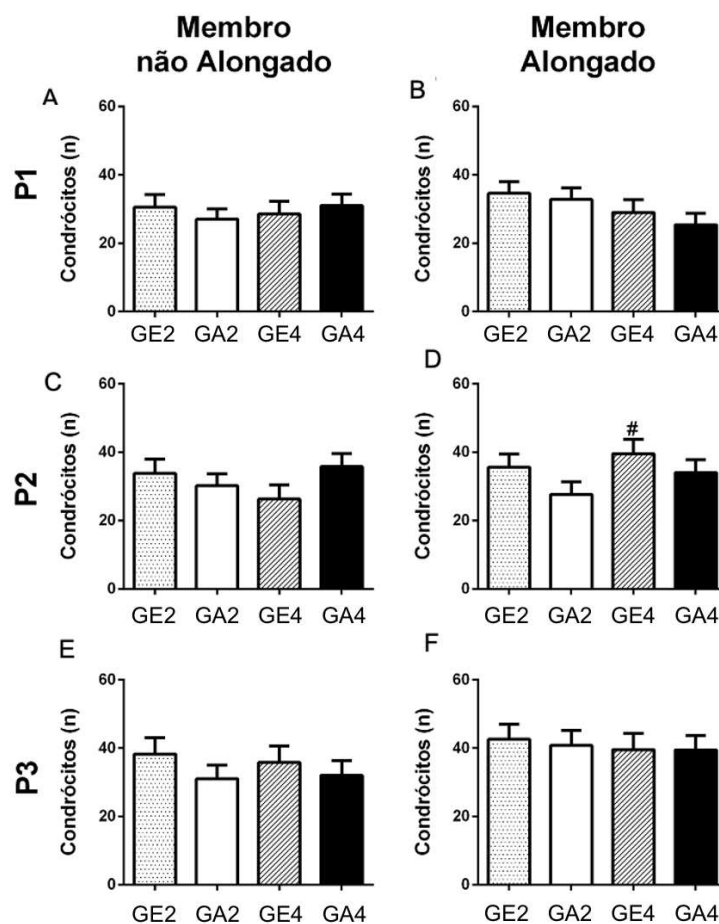 Membro
não Alongado
Membro
Alongado
A
B
P1
Condrócitos (n)
60
40
20
0
GE2 GA2 GE4 GA4
Condrócitos (n)
60
40
20
0
GE2 GA2 GE4 GA4
C
D
P2
Condrócitos (n)
60
40
20
0
GE2 GA2 GE4 GA4
Condrócitos (n)
60
40
20
0
#
GE2 GA2 GE4 GA4
E
F
P3
Condrócitos (n)
60
40
20
0
GE2 GA2 GE4 GA4
Condrócitos (n)
60
40
20
0
GE2 GA2 GE4 GA4